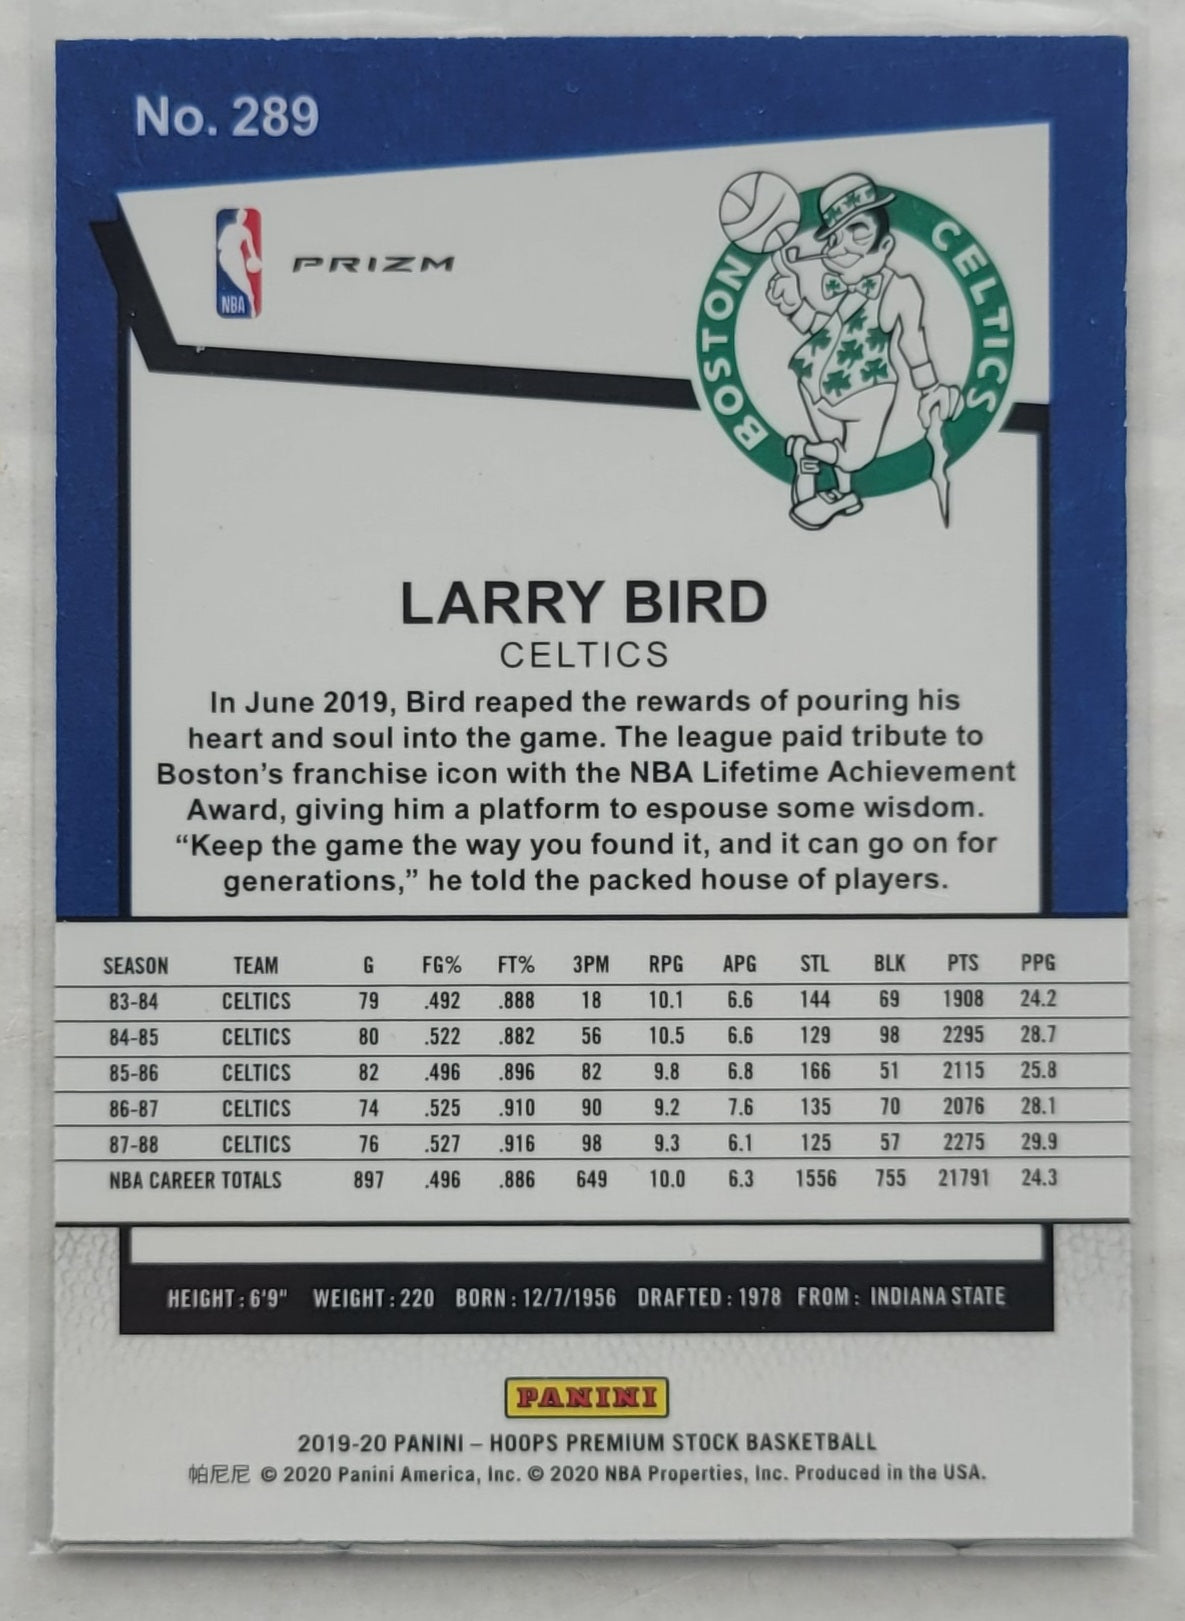 No. 289
NBA
PRIZM
BOSTON CELTICS
LARRY BIRD
CELTICS
In June 2019, Bird reaped the rewards of pouring his
heart and soul into the game. The league paid tribute to
Boston's franchise icon with the NBA Lifetime Achievement
Award, giving him a platform to espouse some wisdom.
“Keep the game the way you found it, and it can go on for
generations,” he told the packed house of players.
SEASON TEAM G FG% FT% 3PM RPG APG STL BLK PTS PPG
83-84 CELTICS 79 .492 .888 18 10.1 6.6 144 69 1908 24.2
84-85 CELTICS 80 .522 .882 56 10.5 6.6 129 98 2295 28.7
85-86 CELTICS 82 .496 .896 82 9.8 6.8 166 51 2115 25.8
86-87 CELTICS 74 .525 .910 90 9.2 7.6 135 70 2076 28.1
87-88 CELTICS 76 .527 .916 98 9.3 6.1 125 57 2275 29.9
NBA CAREER TOTALS 897 .496 .886 649 10.0 6.3 1556 755 21791 24.3
HEIGHT : 6'9" WEIGHT : 220 BORN : 12/7/1956 DRAFTED : 1978 FROM : INDIANA STATE
PANINI
2019-20 PANINI – HOOPS PREMIUM STOCK BASKETBALL
帕尼尼 © 2020 Panini America, Inc. © 2020 NBA Properties, Inc. Produced in the USA.